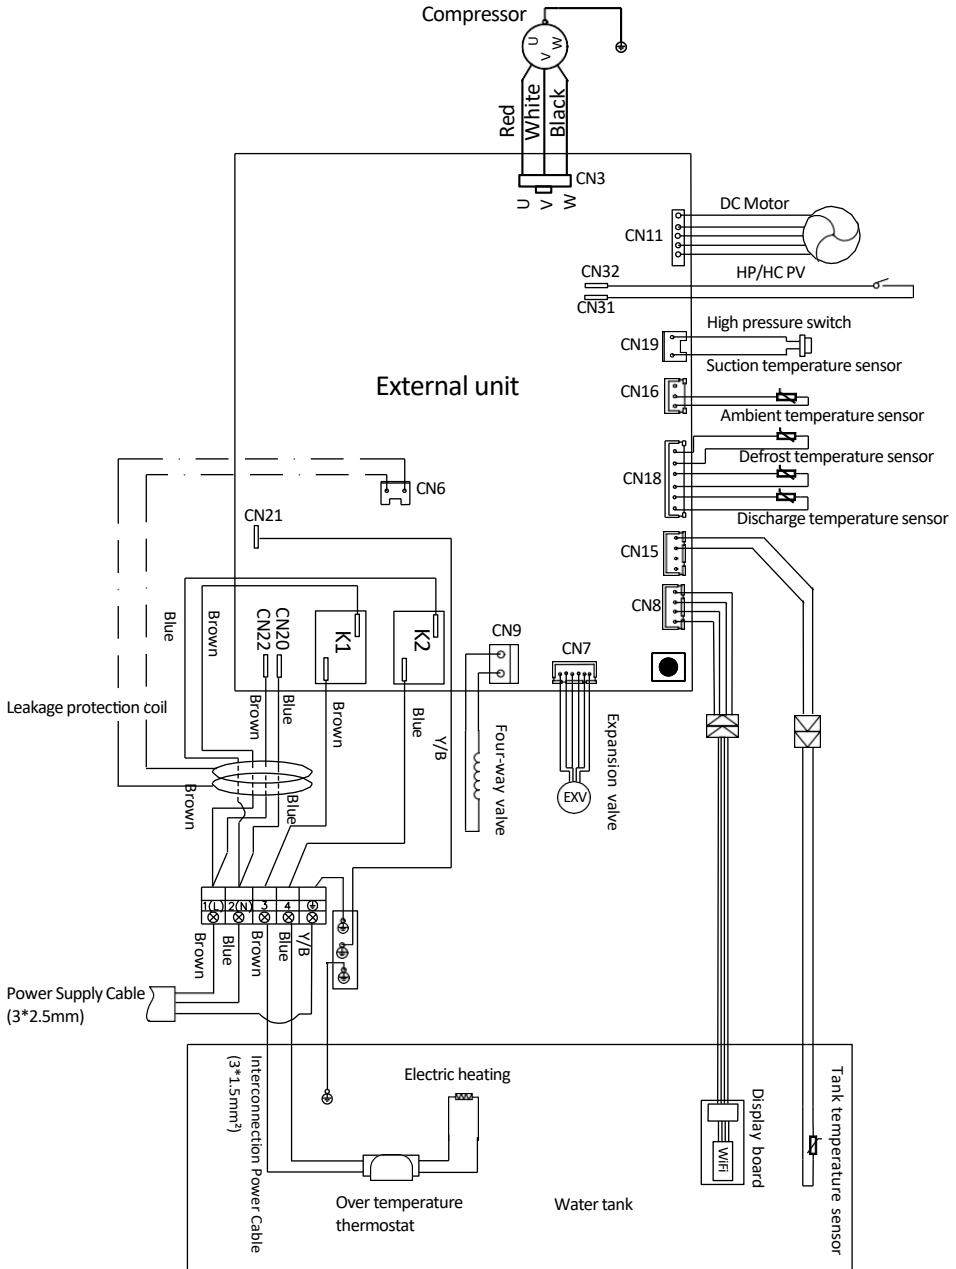 Compressor
U
V
W
Red
White
Black
CN3
U
V
W
DC Motor
CN11
CN32
HP/HC PV
CN31
High pressure switch
CN19
Suction temperature sensor
External unit
CN16
Ambient temperature sensor
Defrost temperature sensor
CN18
CN6
CN21
Discharge temperature sensor
CN15
CN8
Blue
Brown
CN22
CN20
K1
K2
CN9
CN7
Leakage protection coil
Brown
Blue
Brown
Blue
Y/B
Four-way valve
EXV
Expansion valve
Brown
Blue
1(L)
2(N)
3
4
Brown
Blue
Brown
Blue
Y/B
Power Supply Cable
(3*2.5mm)
Interconnection Power Cable
(3*1.5mm²)
Electric heating
Over temperature
thermostat
Water tank
WiFi
Display board
Tank temperature sensor